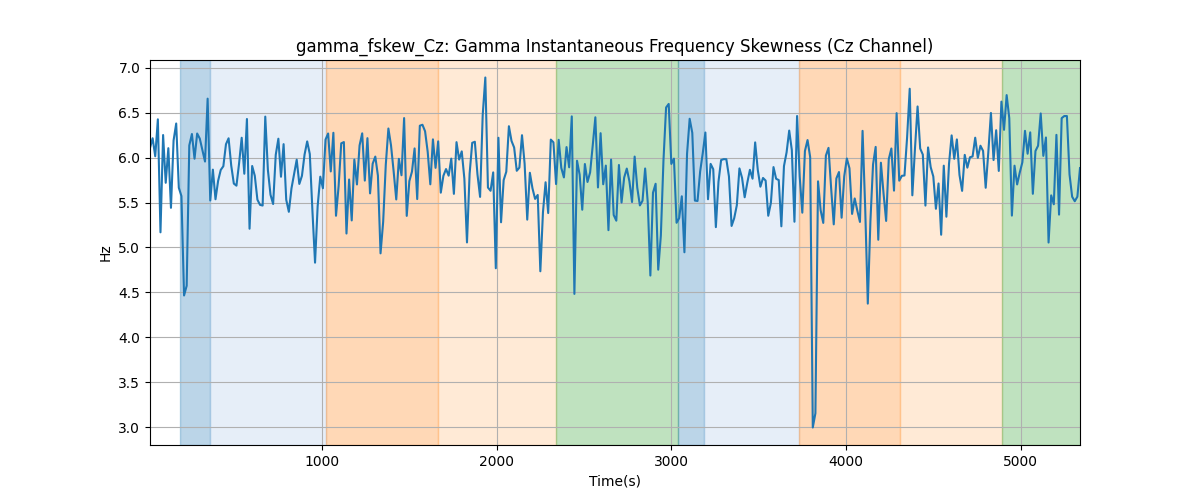 gamma_fskew_Cz: Gamma Instantaneous Frequency Skewness (Cz Channel)
7.0
6.5
6.0
5.5
5.0
4.5
4.0
3.5
3.0
Hz
1000 2000 3000 4000 5000
Time(s)